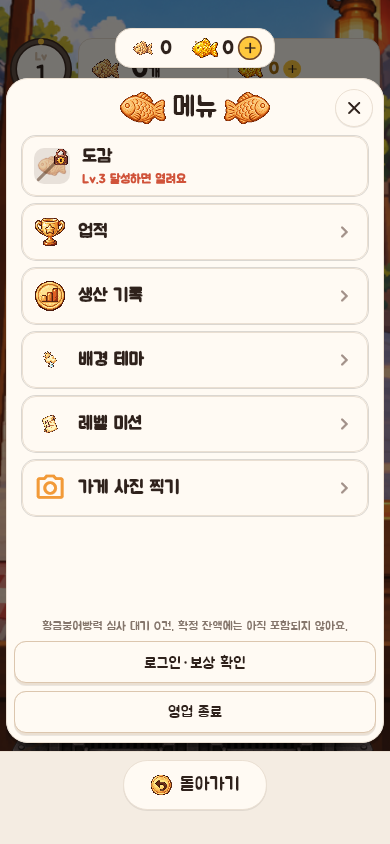 0 0
Lv
1
메뉴
도감
Lv.3 달성하면 열려요
업적
생산 기록
배경 테마
레벨 미션
가게 사진 찍기
황금붕어빵력 심사 대기 0건, 확정 잔액에는 아직 포함되지 않아요.
로그인·보상 확인
영업 종료
돌아가기